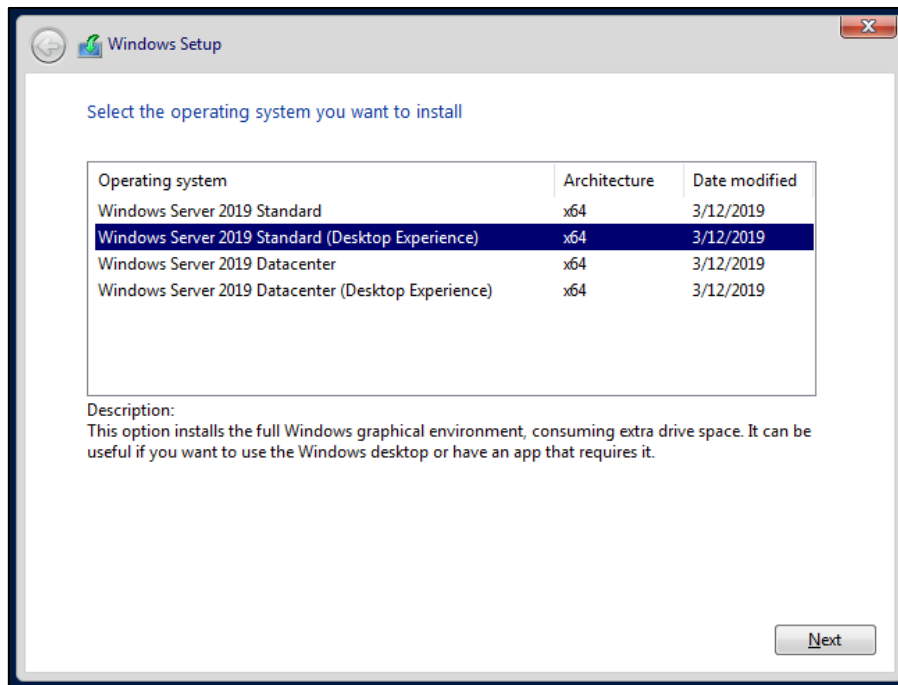 Windows Setup
Select the operating system you want to install
Operating system Architecture Date modified
Windows Server 2019 Standard x64 3/12/2019
Windows Server 2019 Standard (Desktop Experience) x64 3/12/2019
Windows Server 2019 Datacenter x64 3/12/2019
Windows Server 2019 Datacenter (Desktop Experience) x64 3/12/2019
Description:
This option installs the full Windows graphical environment, consuming extra drive space. It can be
useful if you want to use the Windows desktop or have an app that requires it.
Next